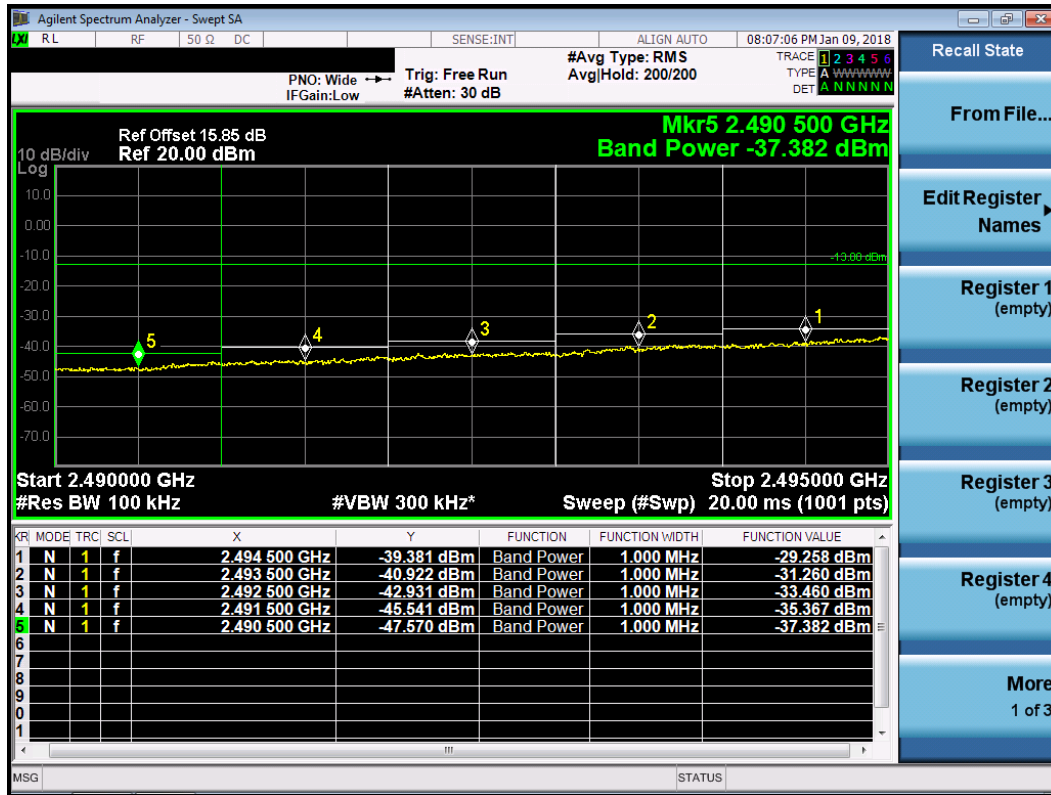 Agilent Spectrum Analyzer - Swept SA
LXI RL RF 50 Ω DC SENSE:INT ALIGN AUTO 08:07:06 PM Jan 09, 2018
PNO: Wide
IFGain:Low
Trig: Free Run
#Atten: 30 dB
#Avg Type: RMS
Avg|Hold: 200/200
TRACE 1 2 3 4 5 6
TYPE A WWWWW
DET A N N N N N
Ref Offset 15.85 dB
10 dB/div Ref 20.00 dBm
Log
Mkr5 2.490 500 GHz
Band Power -37.382 dBm
10.0
0.00
-10.0
-13.00 dBm
-20.0
-30.0
-40.0
-50.0
-60.0
-70.0
5 4 3 2 1
Start 2.490000 GHz Stop 2.495000 GHz
#Res BW 100 kHz #VBW 300 kHz* Sweep (#Swp) 20.00 ms (1001 pts)
KR MODE TRC SCL X Y FUNCTION FUNCTION WIDTH FUNCTION VALUE
1 N 1 f 2.494 500 GHz -39.381 dBm Band Power 1.000 MHz -29.258 dBm
2 N 1 f 2.493 500 GHz -40.922 dBm Band Power 1.000 MHz -31.260 dBm
3 N 1 f 2.492 500 GHz -42.931 dBm Band Power 1.000 MHz -33.460 dBm
4 N 1 f 2.491 500 GHz -45.541 dBm Band Power 1.000 MHz -35.367 dBm
5 N 1 f 2.490 500 GHz -47.570 dBm Band Power 1.000 MHz -37.382 dBm
6
7
8
9
0
1
MSG STATUS
Recall State
From File...
Edit Register
Names
Register 1
(empty)
Register 2
(empty)
Register 3
(empty)
Register 4
(empty)
More
1 of 3